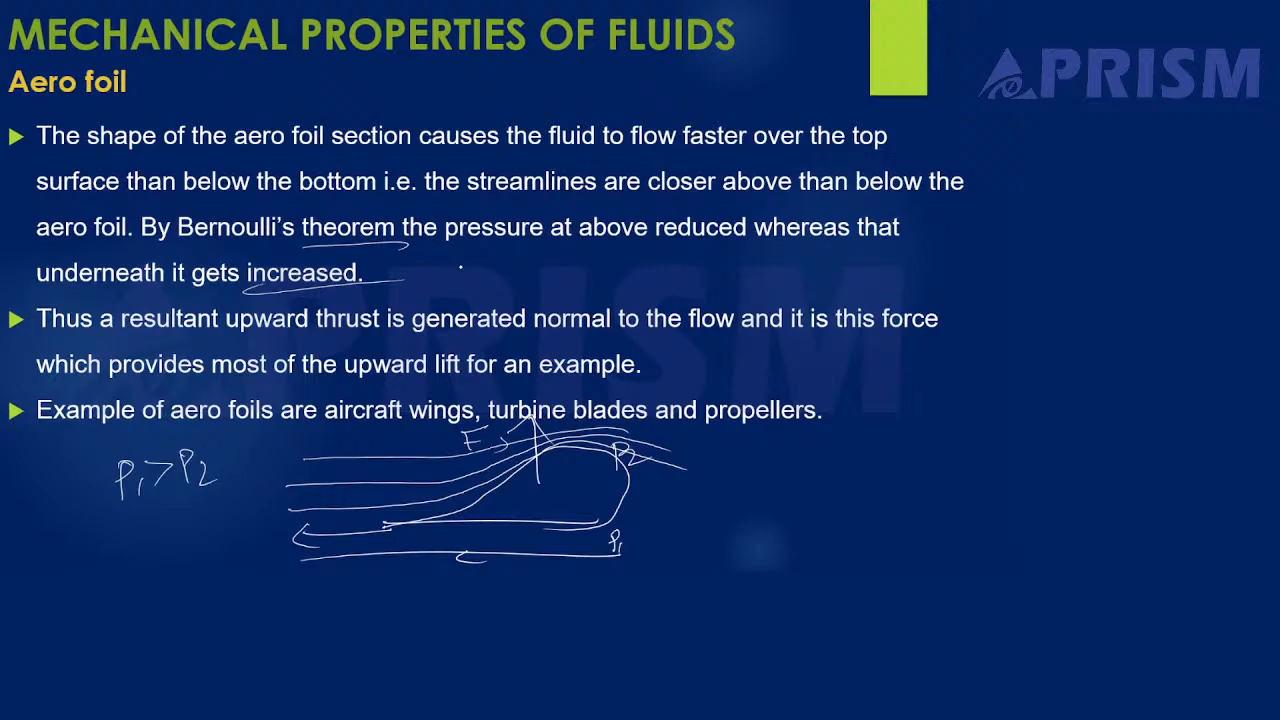 MECHANICAL PROPERTIES OF FLUIDS
PRISM
Aero foil
The shape of the aero foil section causes the fluid to flow faster over the top
surface than below the bottom i.e. the streamlines are closer above than below the
aero foil. By Bernoulli’s theorem the pressure at above reduced whereas that
underneath it gets increased.
PRISM
Thus a resultant upward thrust is generated normal to the flow and it is this force
which provides most of the upward lift for an example.
Example of aero foils are aircraft wings, turbine blades and propellers.
F
P2
P1 > P2
P1